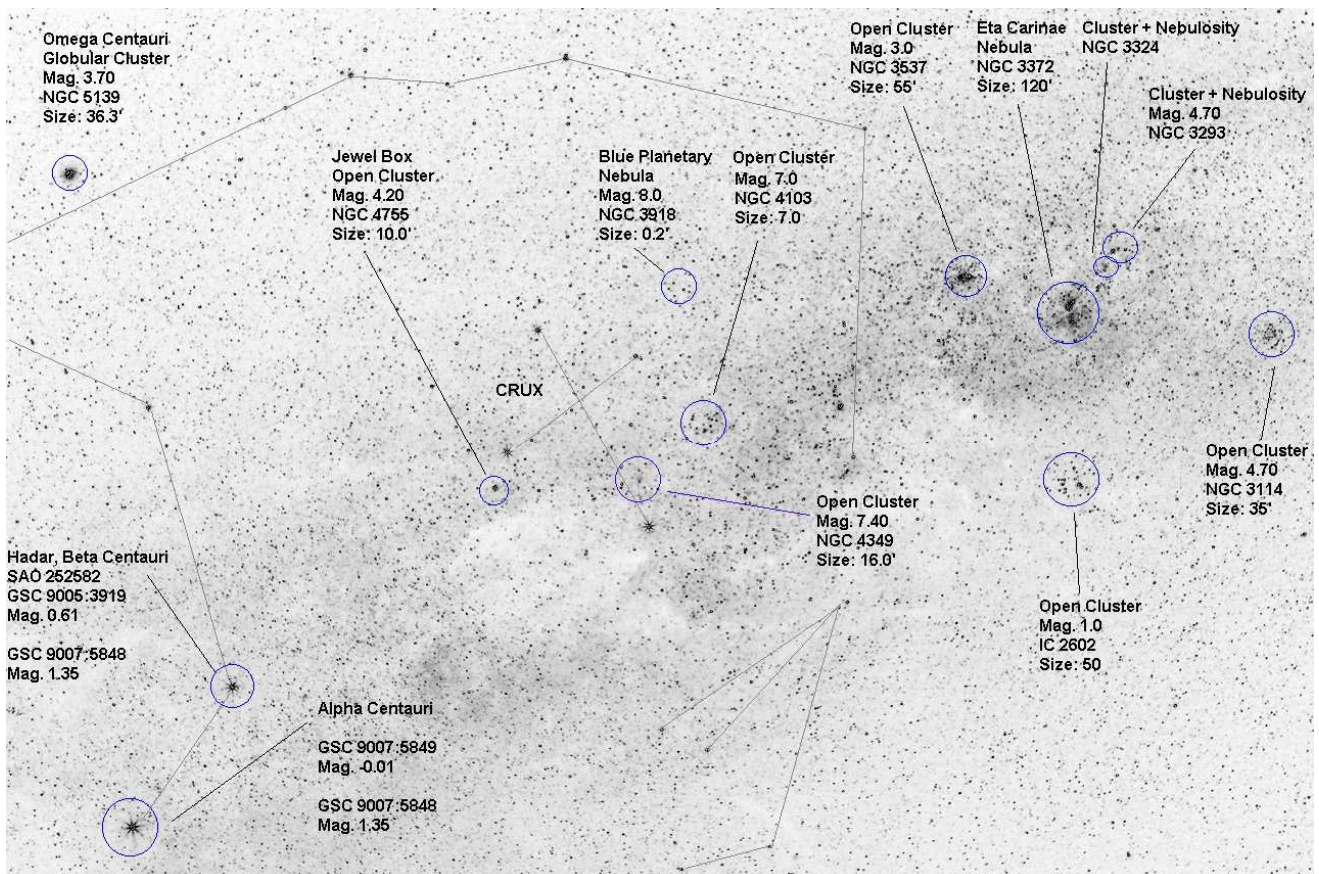 Omega Centauri
Globular Cluster
Mag. 3.70
NGC 5139
Size: 36.3'
Open Cluster
Mag. 3.0
NGC 3537
Size: 55'
Eta Carinae
Nebula
NGC 3372
Size: 120'
Cluster + Nebulosity
NGC 3324
Cluster + Nebulosity
Mag. 4.70
NGC 3293
Jewel Box
Open Cluster
Mag. 4.20
NGC 4755
Size: 10.0'
Blue Planetary
Nebula
Mag. 8.0
NGC 3918
Size: 0.2'
Open Cluster
Mag. 7.0
NGC 4103
Size: 7.0
CRUX
Open Cluster
Mag. 4.70
NGC 3114
Size: 35'
Open Cluster
Mag. 7.40
NGC 4349
Size: 16.0'
Hadar, Beta Centauri
SAO 252582
GSC 9005:3919
Mag. 0.61
GSC 9007:5848
Mag. 1.35
Open Cluster
Mag. 1.0
IC 2602
Size: 50
Alpha Centauri
GSC 9007:5849
Mag. -0.01
GSC 9007:5848
Mag. 1.35